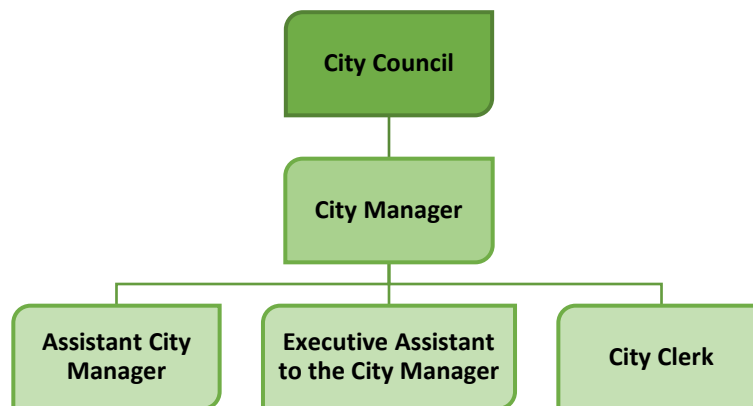 City Council
City Manager
Assistant City
Manager
Executive Assistant
to the City Manager
City Clerk